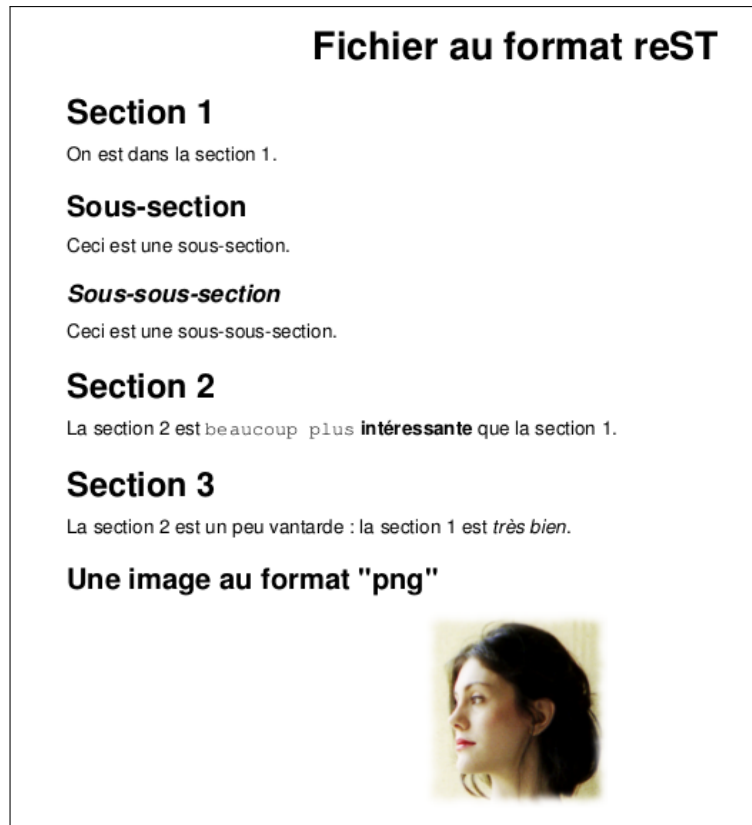 Fichier au format reST
Section 1
On est dans la section 1.
Sous-section
Ceci est une sous-section.
Sous-sous-section
Ceci est une sous-sous-section.
Section 2
La section 2 est beaucoup plus intéressante que la section 1.
Section 3
La section 2 est un peu vantarde : la section 1 est très bien.
Une image au format "png"